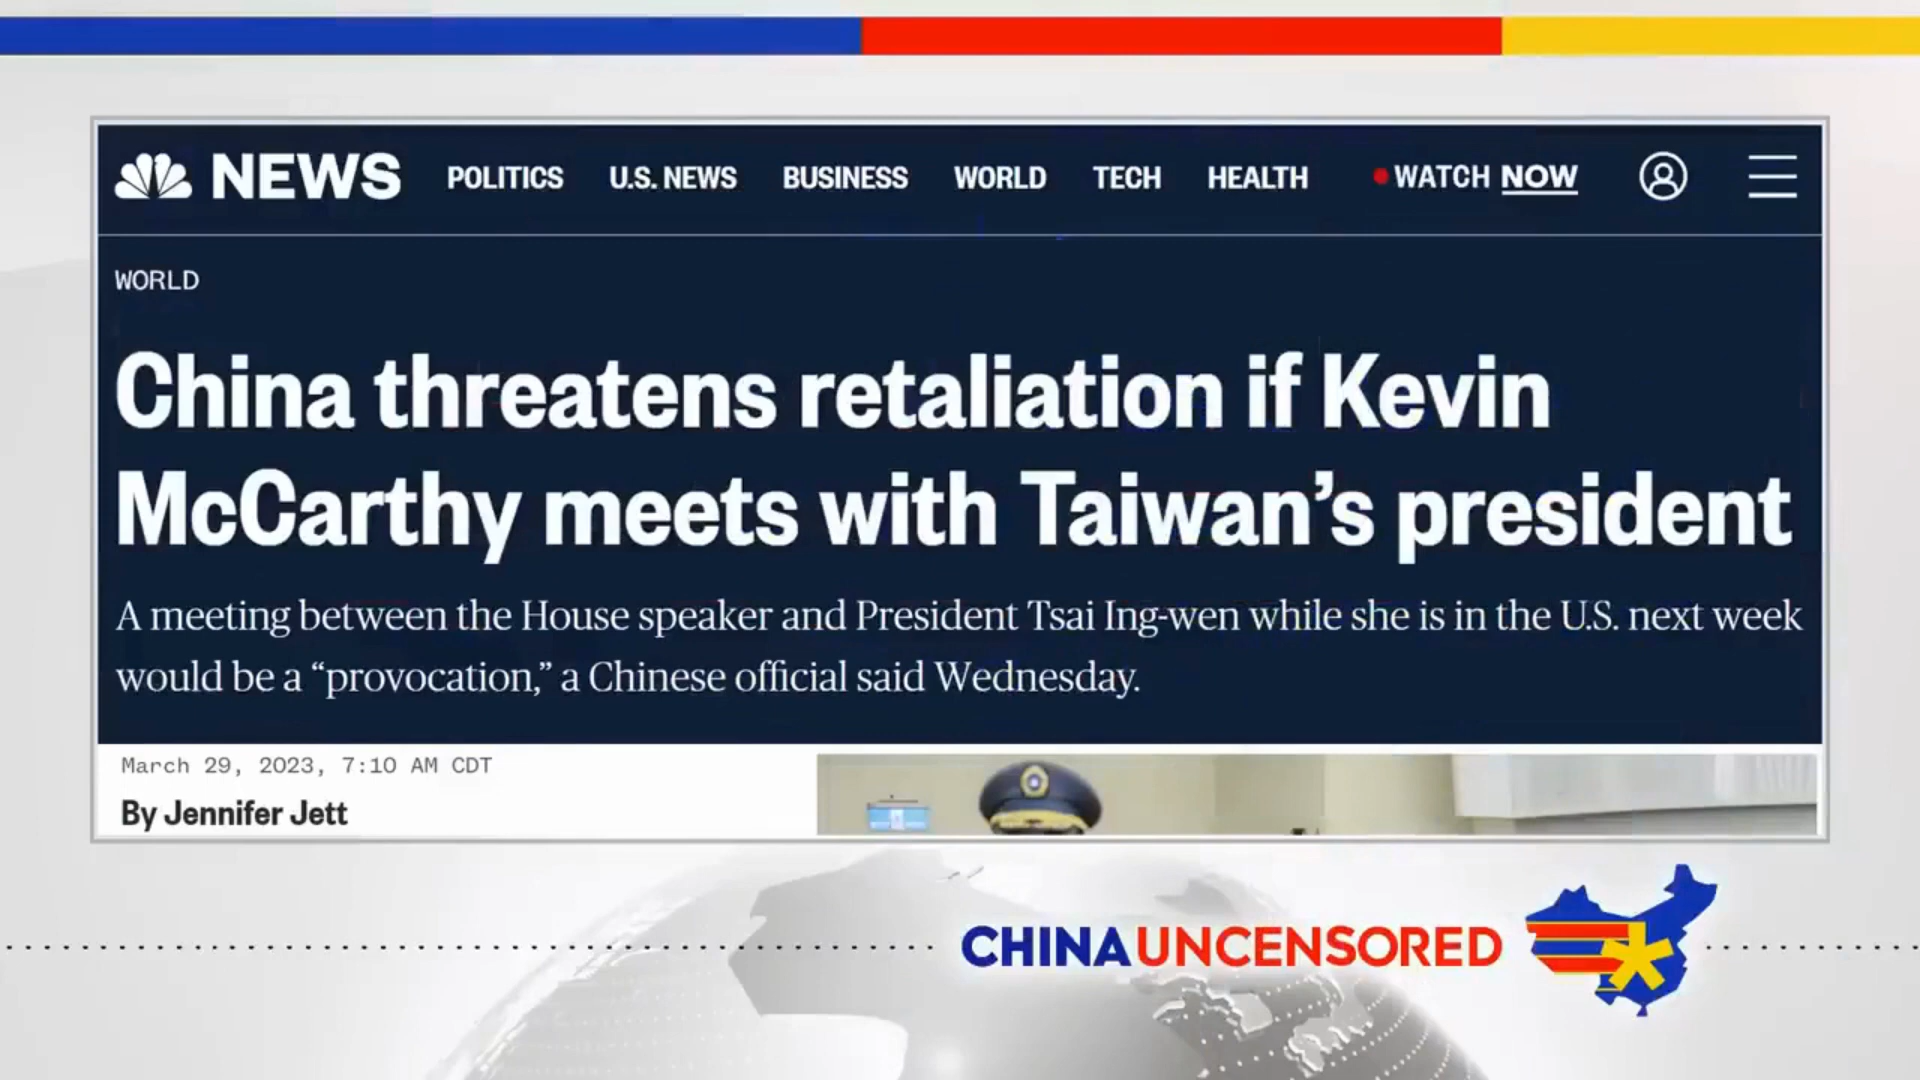 NEWS POLITICS U.S. NEWS BUSINESS WORLD TECH HEALTH WATCH NOW
WORLD
China threatens retaliation if Kevin
McCarthy meets with Taiwan’s president
A meeting between the House speaker and President Tsai Ing-wen while she is in the U.S. next week
would be a “provocation,” a Chinese official said Wednesday.
March 29, 2023, 7:10 AM CDT
By Jennifer Jett
CHINA UNCENSORED